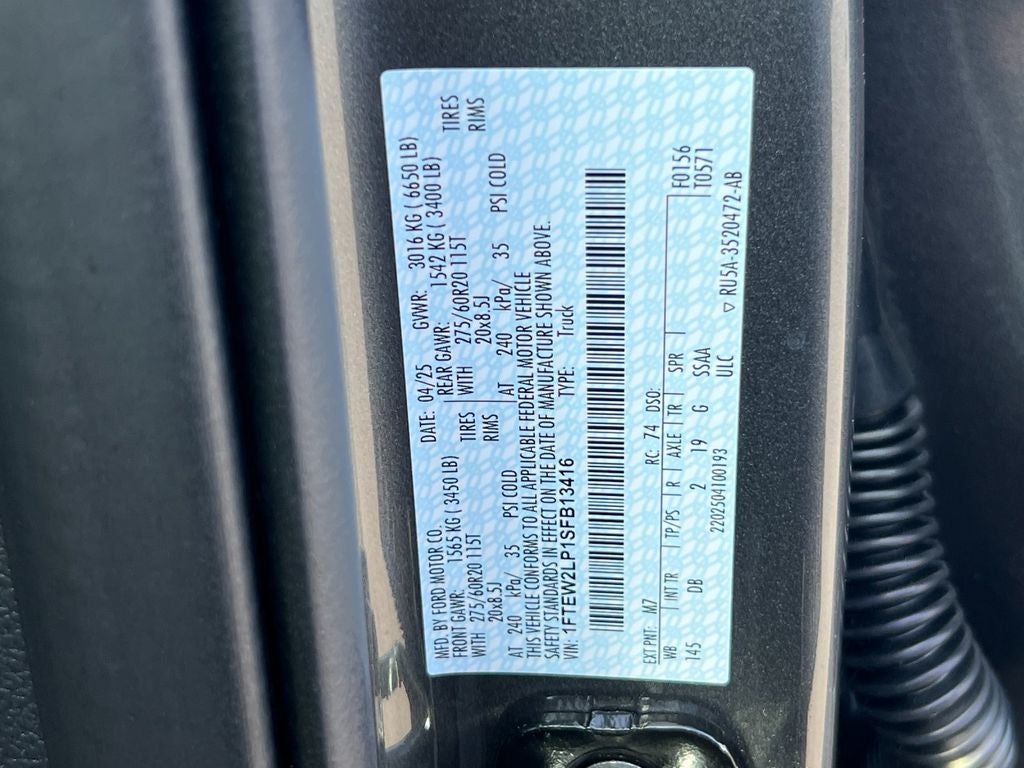 MFD. BY FORD MOTOR CO.
DATE: 04/25 GVWR: 3016 KG ( 6650 LB)
FRONT GAWR: 1565 KG ( 3450 LB) REAR GAWR: 1542 KG ( 3400 LB)
WITH 275/60R20 115T TIRES WITH 275/60R20 115T TIRES
20x8.5J RIMS 20x8.5J RIMS
AT 240 kPa/ 35 PSI COLD AT 240 kPa/ 35 PSI COLD
THIS VEHICLE CONFORMS TO ALL APPLICABLE FEDERAL MOTOR VEHICLE
SAFETY STANDARDS IN EFFECT ON THE DATE OF MANUFACTURE SHOWN ABOVE.
VIN: 1FTEW2LP1SFB13416 TYPE: Truck
EXT PNT: M7 RC: 74 DSO: F0156
WB INTR TP/PS R AXLE TR SPR T0571
145 DB 2 19 G SSAA
2202504100193 ULC ▽ RU5A-3520472-AB